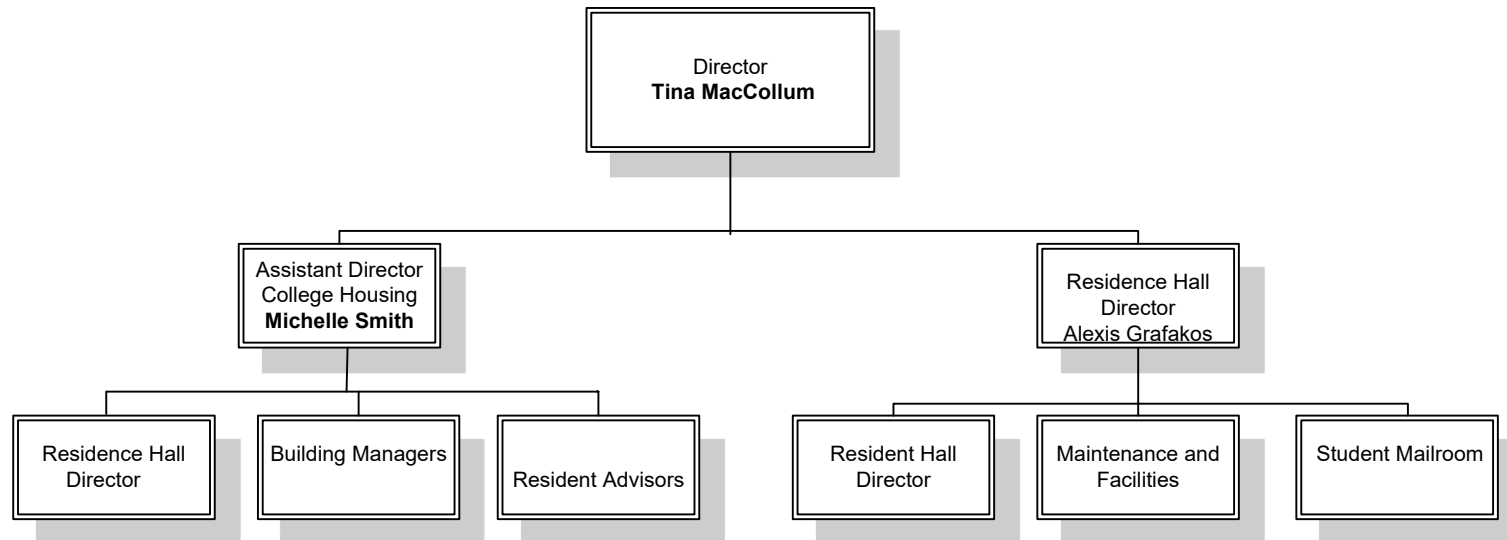 Director
Tina MacCollum
Assistant Director
College Housing
Michelle Smith
Residence Hall
Director
Alexis Grafakos
Residence Hall
Director
Building Managers
Resident Advisors
Resident Hall
Director
Maintenance and
Facilities
Student Mailroom